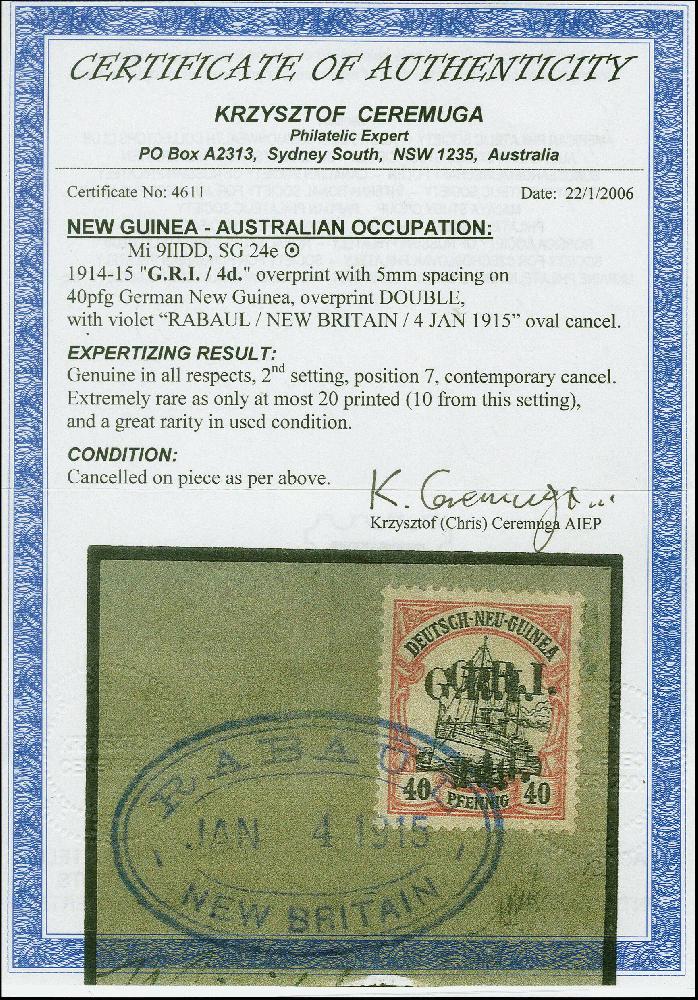 CERTIFICATE OF AUTHENTICITY
KRZYSZTOF CEREMUGA
Philatelic Expert
PO Box A2313, Sydney South, NSW 1235, Australia
Certificate No: 4611
Date: 22/1/2006
NEW GUINEA - AUSTRALIAN OCCUPATION:
Mi 9IIDD, SG 24e ⊙
1914-15 "G.R.I. / 4d." overprint with 5mm spacing on
40pfg German New Guinea, overprint DOUBLE,
with violet “RABAUL / NEW BRITAIN / 4 JAN 1915” oval cancel.
EXPERTIZING RESULT:
Genuine in all respects, 2nd setting, position 7, contemporary cancel.
Extremely rare as only at most 20 printed (10 from this setting),
and a great rarity in used condition.
CONDITION:
Cancelled on piece as per above.
K. Ceremuga
Krzysztof (Chris) Ceremuga AIEP
DEUTSCH-NEU-GUINEA
G.R.I.
40 PFENNIG 40
RABAUL
JAN 4 1915
NEW BRITAIN